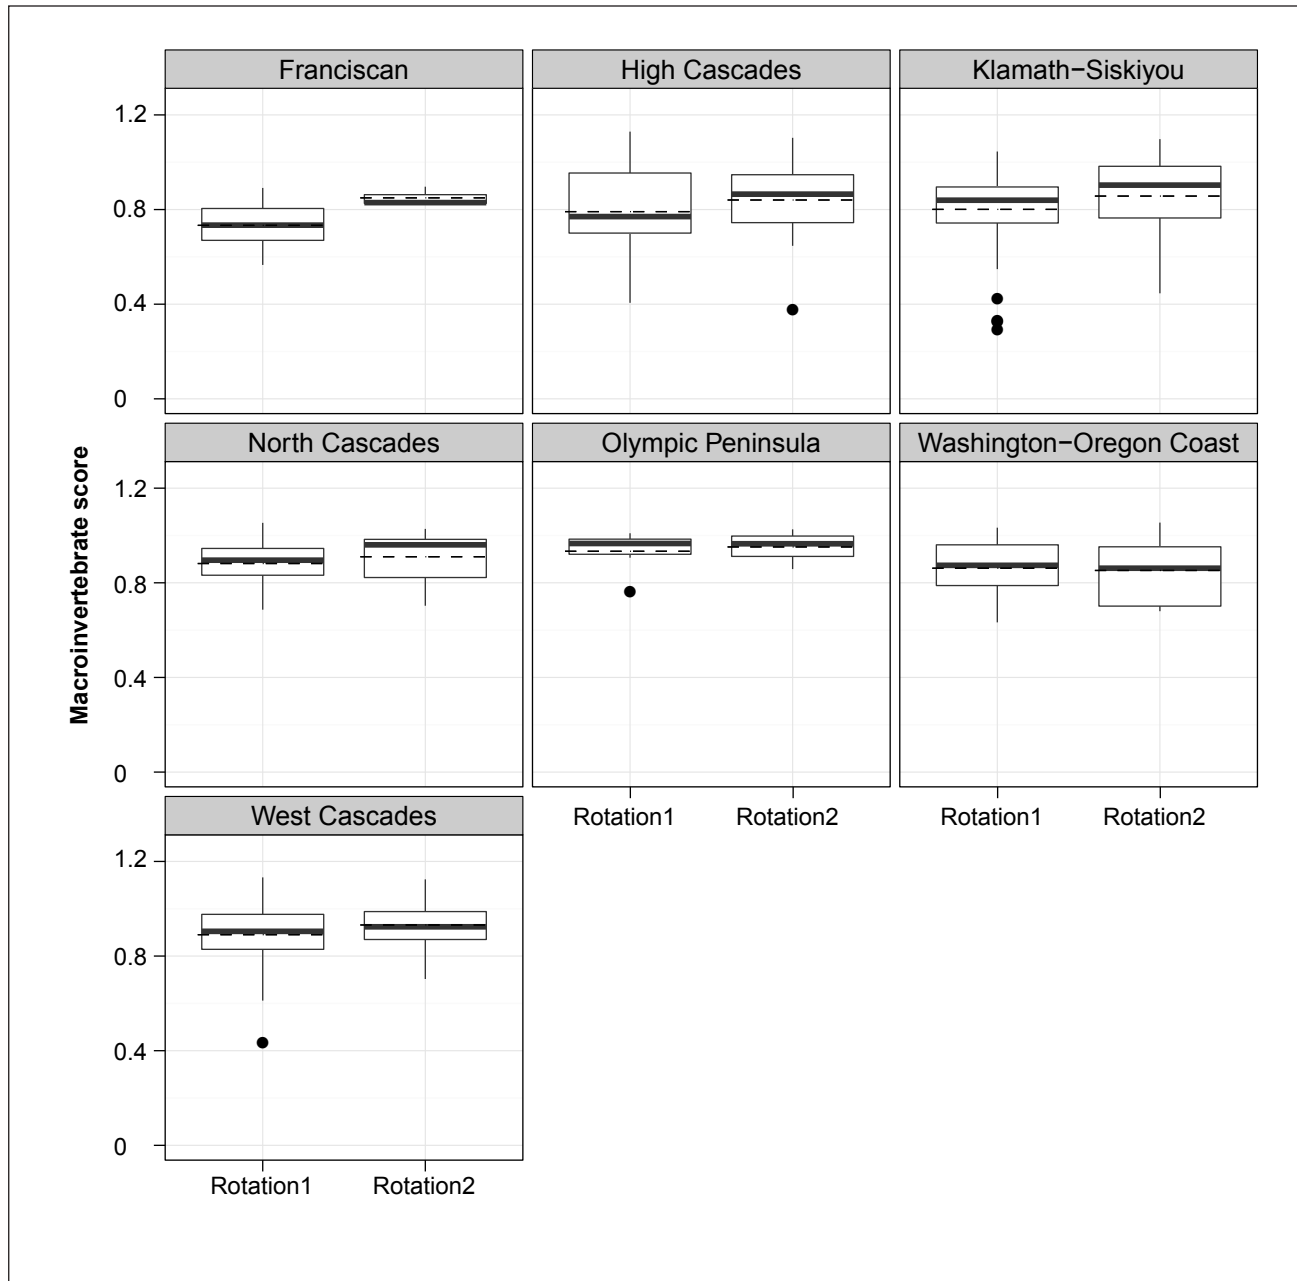 Franciscan
High Cascades
Klamath−Siskiyou
1.2
0.8
0.4
0
North Cascades
Olympic Peninsula
Washington−Oregon Coast
Macroinvertebrate score
1.2
0.8
0.4
0
West Cascades
Rotation1
Rotation2
Rotation1
Rotation2
1.2
0.8
0.4
0
Rotation1
Rotation2